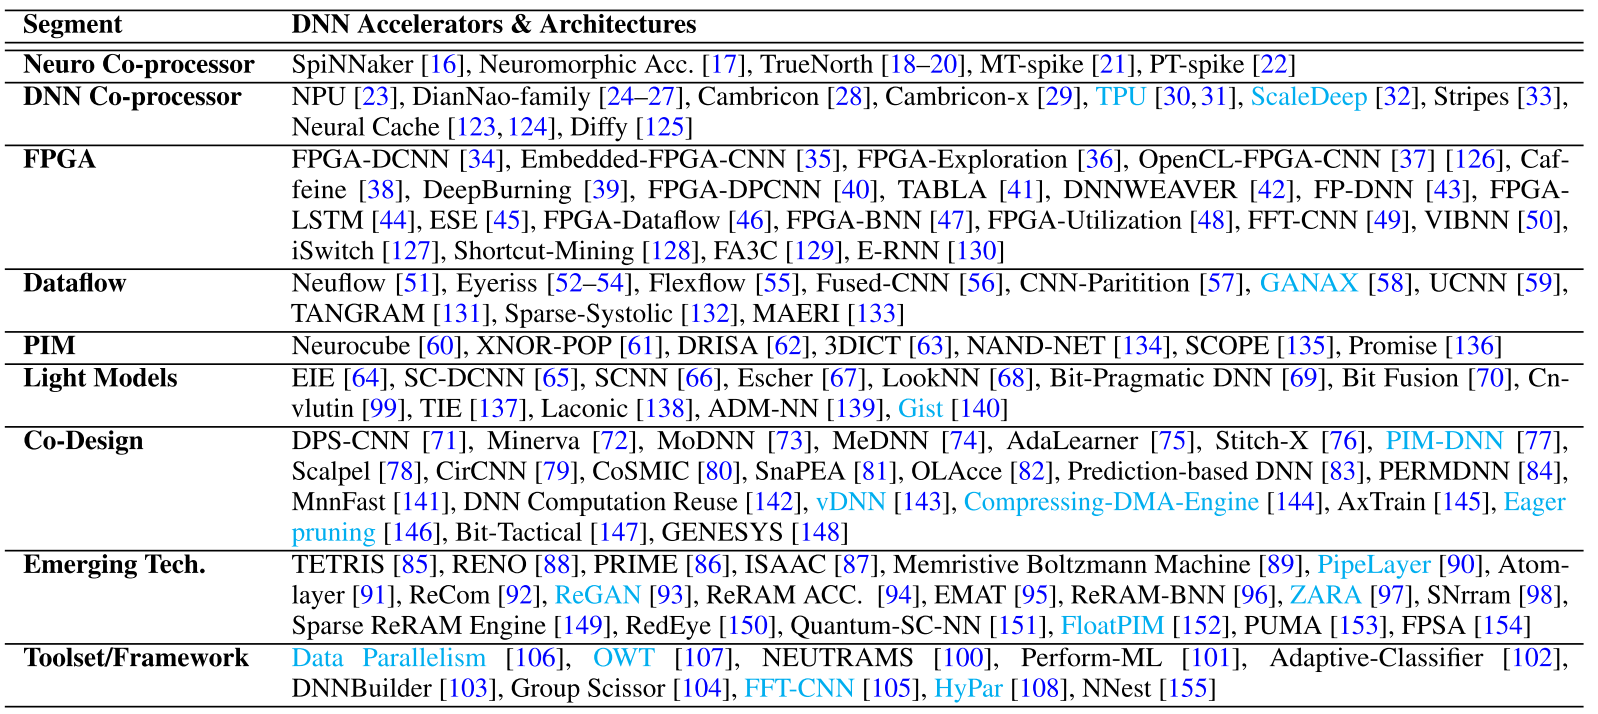 Segment DNN Accelerators & Architectures
Neuro Co-processor SpiNNaker [16], Neuromorphic Acc. [17], TrueNorth [18–20], MT-spike [21], PT-spike [22]
DNN Co-processor NPU [23], DianNao-family [24–27], Cambricon [28], Cambricon-x [29], TPU [30,31], ScaleDeep [32], Stripes [33],
Neural Cache [123,124], Diffy [125]
FPGA FPGA-DCNN [34], Embedded-FPGA-CNN [35], FPGA-Exploration [36], OpenCL-FPGA-CNN [37] [126], Caf-
feine [38], DeepBurning [39], FPGA-DPCNN [40], TABLA [41], DNNWEAVER [42], FP-DNN [43], FPGA-
LSTM [44], ESE [45], FPGA-Dataflow [46], FPGA-BNN [47], FPGA-Utilization [48], FFT-CNN [49], VIBNN [50],
iSwitch [127], Shortcut-Mining [128], FA3C [129], E-RNN [130]
Dataflow Neuflow [51], Eyeriss [52–54], Flexflow [55], Fused-CNN [56], CNN-Paritition [57], GANAX [58], UCNN [59],
TANGRAM [131], Sparse-Systolic [132], MAERI [133]
PIM Neurocube [60], XNOR-POP [61], DRISA [62], 3DICT [63], NAND-NET [134], SCOPE [135], Promise [136]
Light Models EIE [64], SC-DCNN [65], SCNN [66], Escher [67], LookNN [68], Bit-Pragmatic DNN [69], Bit Fusion [70], Cn-
vlutin [99], TIE [137], Laconic [138], ADM-NN [139], Gist [140]
Co-Design DPS-CNN [71], Minerva [72], MoDNN [73], MeDNN [74], AdaLearner [75], Stitch-X [76], PIM-DNN [77],
Scalpel [78], CirCNN [79], CoSMIC [80], SnaPEA [81], OLAcce [82], Prediction-based DNN [83], PERMDNN [84],
MnnFast [141], DNN Computation Reuse [142], vDNN [143], Compressing-DMA-Engine [144], AxTrain [145], Eager
pruning [146], Bit-Tactical [147], GENESYS [148]
Emerging Tech. TETRIS [85], RENO [88], PRIME [86], ISAAC [87], Memristive Boltzmann Machine [89], PipeLayer [90], Atom-
layer [91], ReCom [92], ReGAN [93], ReRAM ACC. [94], EMAT [95], ReRAM-BNN [96], ZARA [97], SNrram [98],
Sparse ReRAM Engine [149], RedEye [150], Quantum-SC-NN [151], FloatPIM [152], PUMA [153], FPSA [154]
Toolset/Framework Data Parallelism [106], OWT [107], NEUTRAMS [100], Perform-ML [101], Adaptive-Classifier [102],
DNNBuilder [103], Group Scissor [104], FFT-CNN [105], HyPar [108], NNest [155]